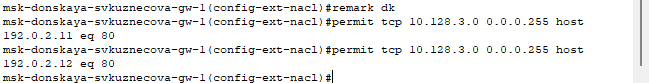 msk-donskaya-svkuznecova-gw-1(config-ext-nacl)#remark dk
msk-donskaya-svkuznecova-gw-1(config-ext-nacl)#permit tcp 10.128.3.0 0.0.0.255 host
192.0.2.11 eq 80
msk-donskaya-svkuznecova-gw-1(config-ext-nacl)#permit tcp 10.128.3.0 0.0.0.255 host
192.0.2.12 eq 80
msk-donskaya-svkuznecova-gw-1(config-ext-nacl)#